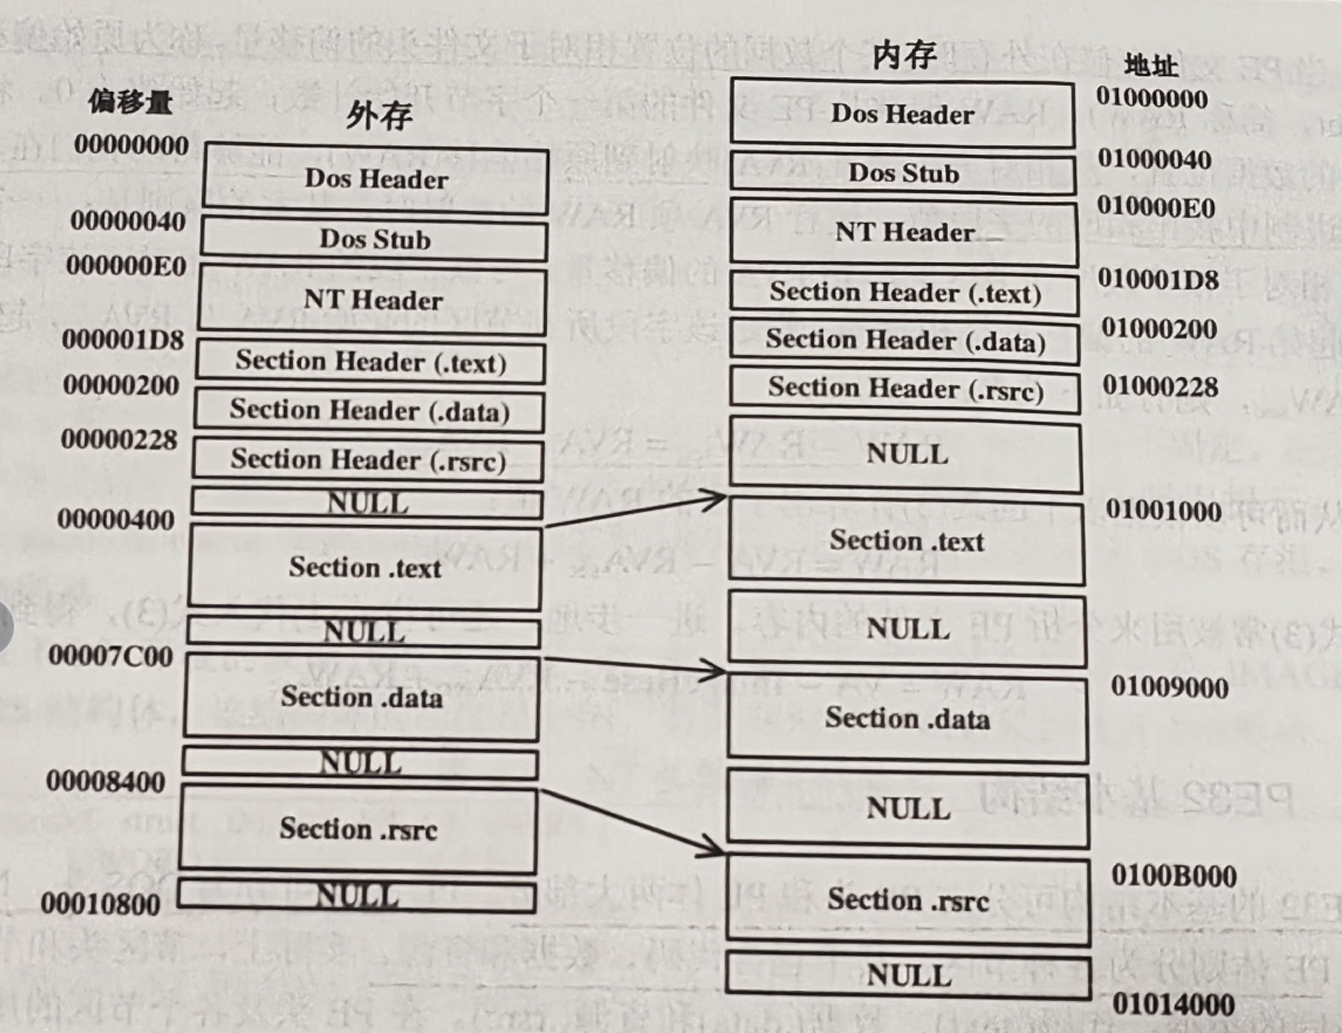 偏移量
外存
00000000
Dos Header
00000040
Dos Stub
000000E0
NT Header
000001D8
Section Header (.text)
00000200
Section Header (.data)
00000228
Section Header (.rsrc)
NULL
00000400
Section .text
NULL
00007C00
Section .data
NULL
00008400
Section .rsrc
NULL
00010800
内存
地址
Dos Header
01000000
Dos Stub
01000040
NT Header
010000E0
Section Header (.text)
010001D8
Section Header (.data)
01000200
Section Header (.rsrc)
01000228
NULL
Section .text
01001000
NULL
Section .data
01009000
NULL
Section .rsrc
0100B000
NULL
01014000